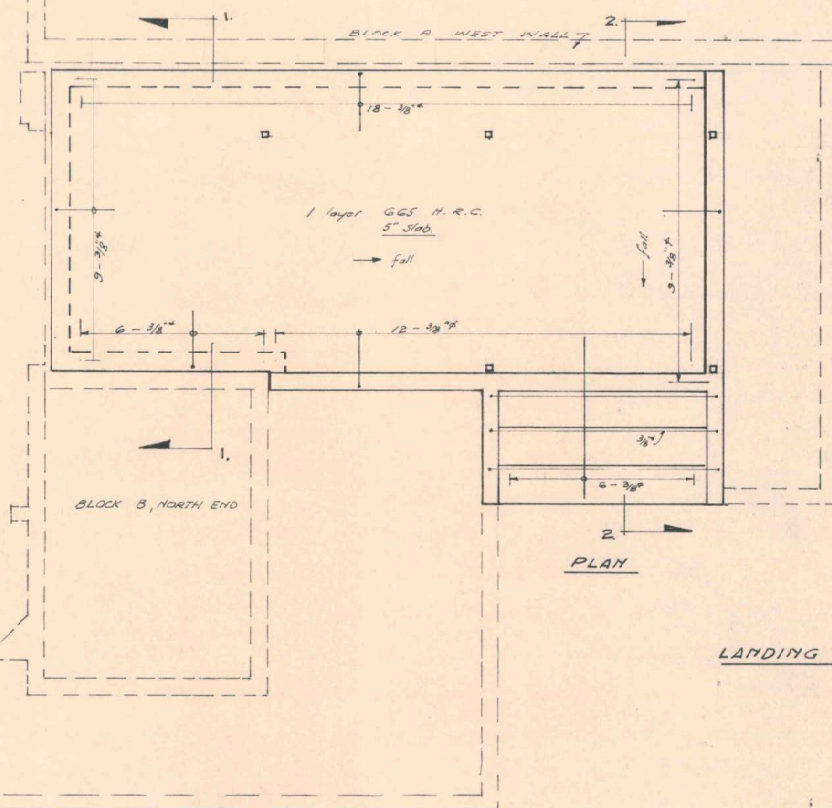 1.
2.
BLOCK A WEST WALL
18 - 3/8"φ
1 layer 665 H.R.C.
5" Slab.
fall
fall
9 - 3/8"φ
9 - 3/8"φ
6 - 3/8"φ
12 - 3/8"φ
3/8"φ
6 - 3/8"φ
1.
BLOCK B, NORTH END
2.
PLAN
LANDING